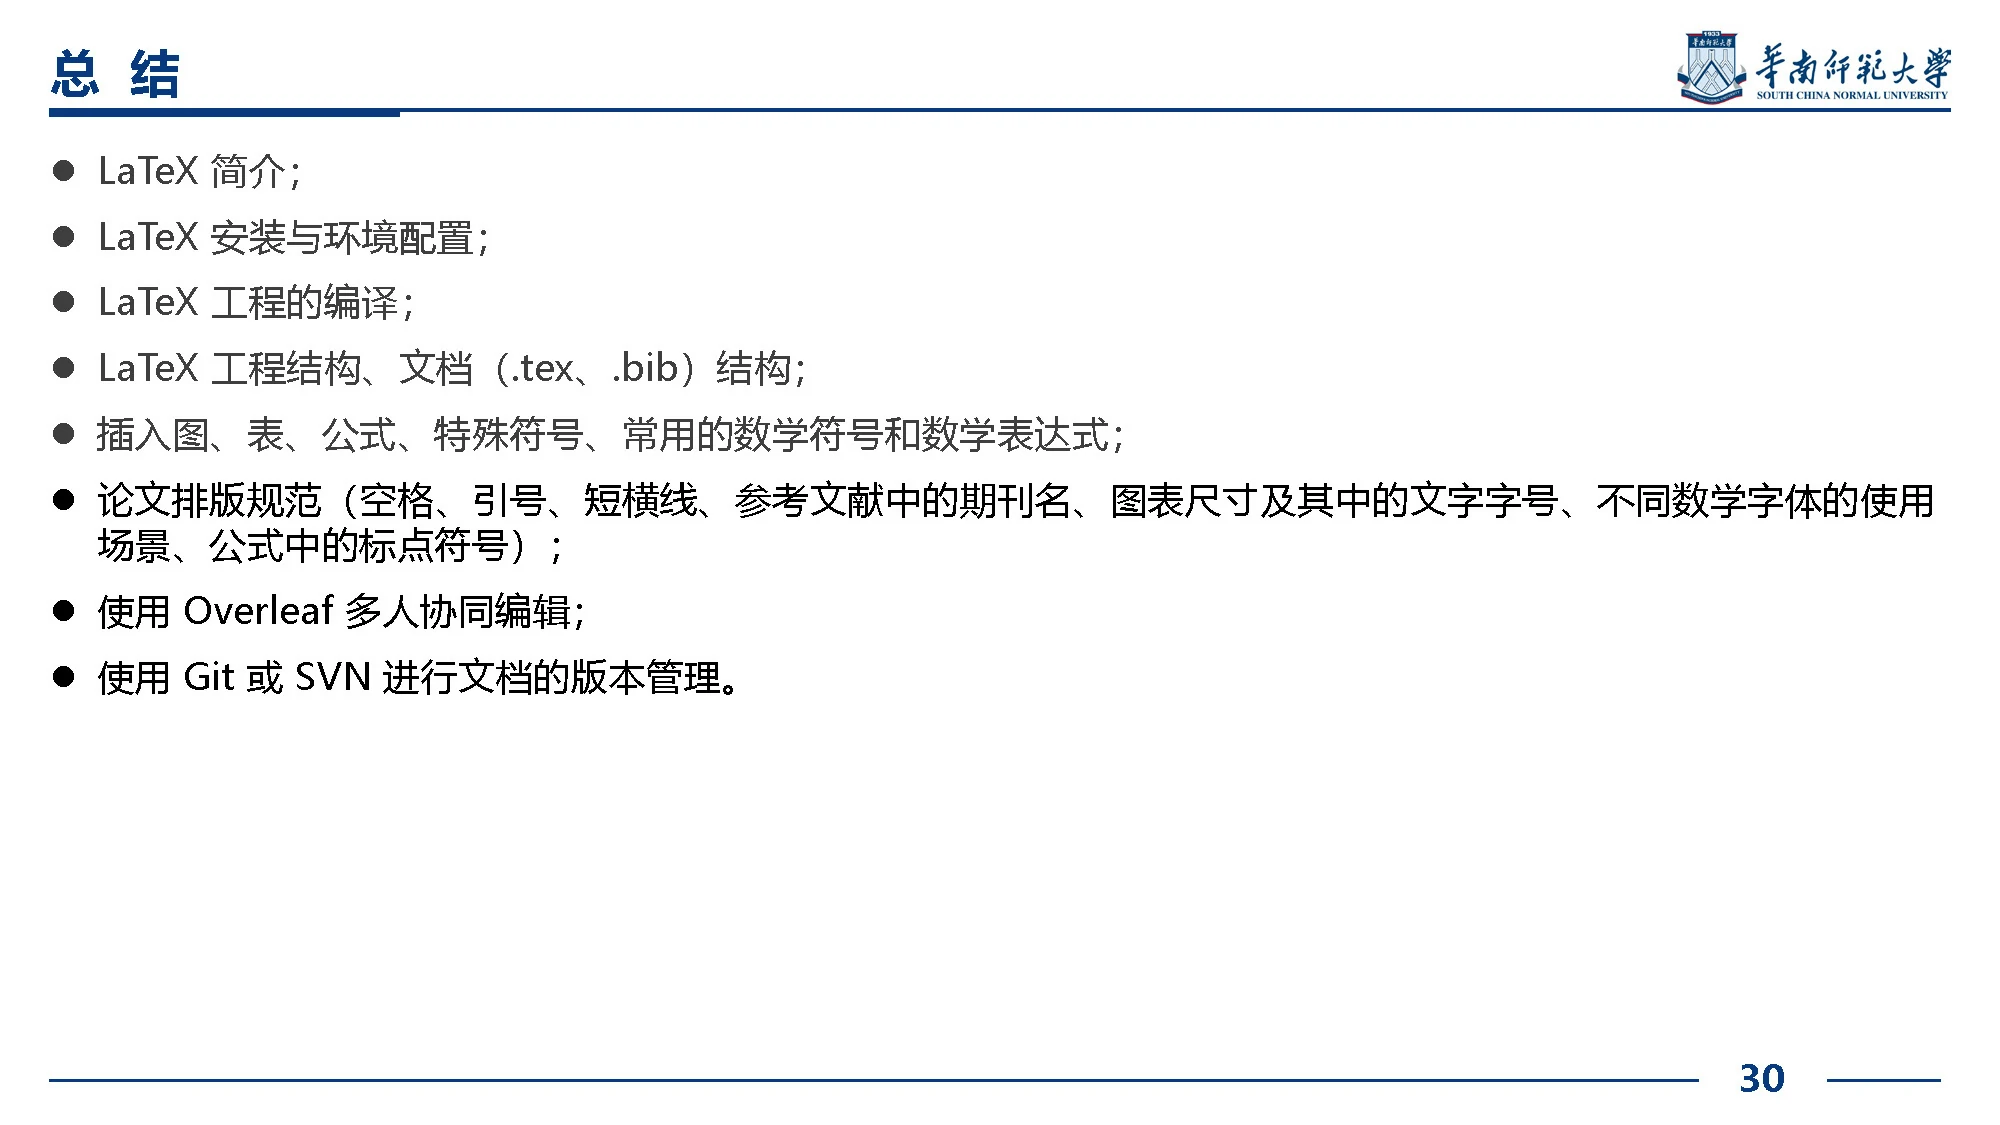 总 结
1933
華南師範大學
SOUTH CHINA NORMAL UNIVERSITY
● LaTeX 简介；
● LaTeX 安装与环境配置；
● LaTeX 工程的编译；
● LaTeX 工程结构、文档（.tex、.bib）结构；
● 插入图、表、公式、特殊符号、常用的数学符号和数学表达式；
● 论文排版规范（空格、引号、短横线、参考文献中的期刊名、图表尺寸及其中的文字字号、不同数学字体的使用
场景、公式中的标点符号）；
● 使用 Overleaf 多人协同编辑；
● 使用 Git 或 SVN 进行文档的版本管理。
30